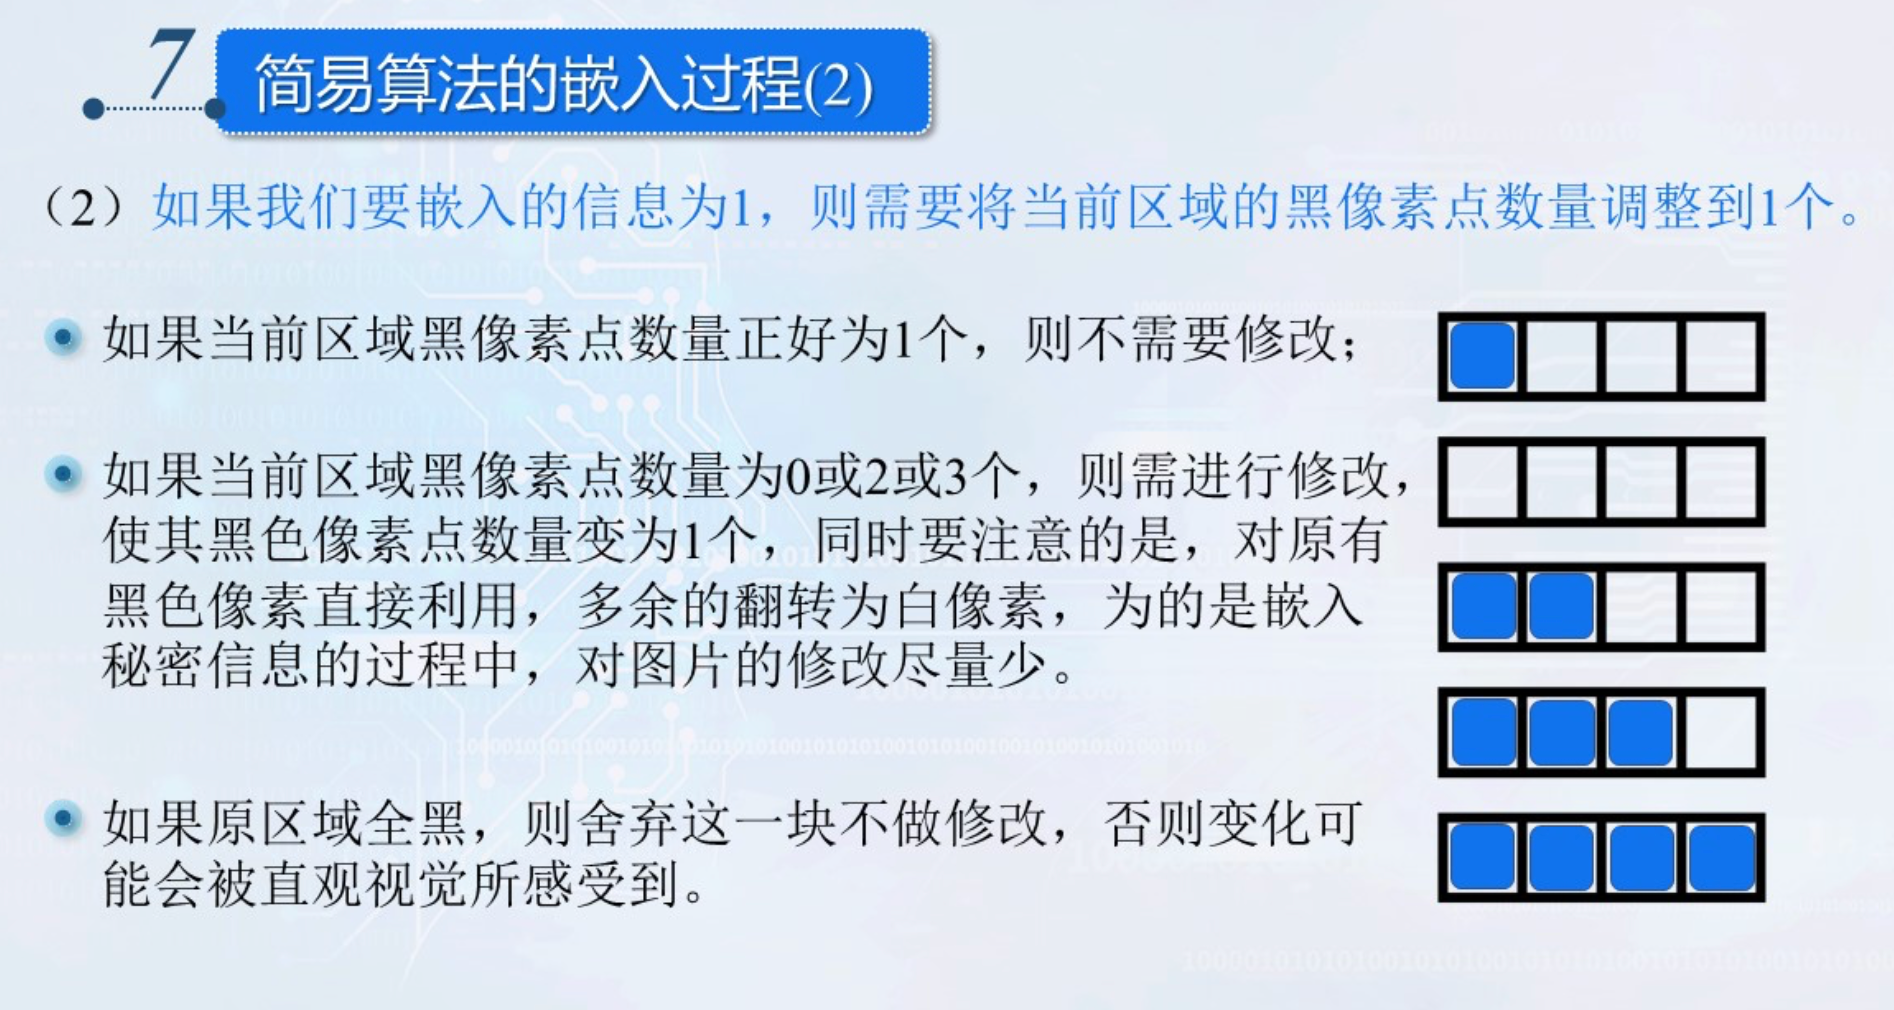 7
简易算法的嵌入过程(2)
（2）如果我们要嵌入的信息为1，则需要将当前区域的黑像素点数量调整到1个。
如果当前区域黑像素点数量正好为1个，则不需要修改；
如果当前区域黑像素点数量为0或2或3个，则需进行修改，
使其黑色像素点数量变为1个，同时要注意的是，对原有
黑色像素直接利用，多余的翻转为白像素，为的是嵌入
秘密信息的过程中，对图片的修改尽量少。
如果原区域全黑，则舍弃这一块不做修改，否则变化可
能会被直观视觉所感受到。